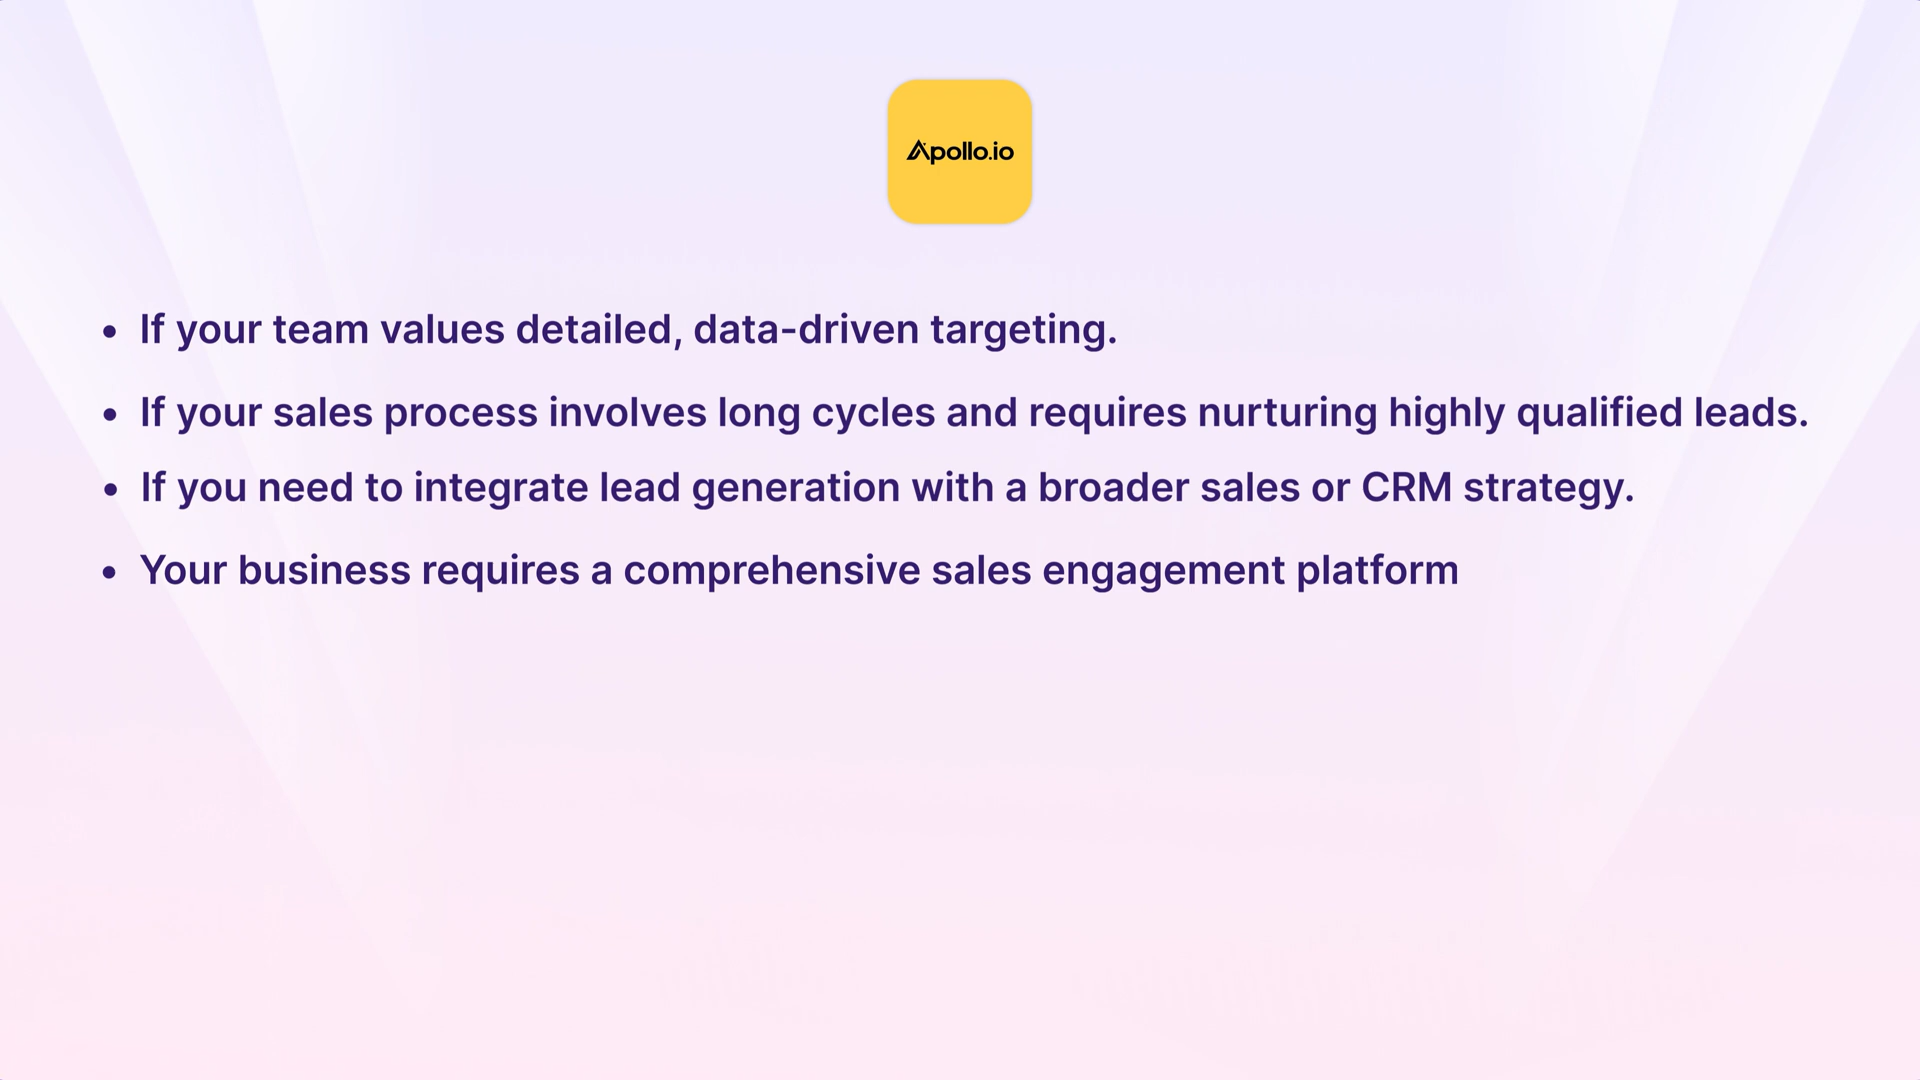 Apollo.io
• If your team values detailed, data-driven targeting.
• If your sales process involves long cycles and requires nurturing highly qualified leads.
• If you need to integrate lead generation with a broader sales or CRM strategy.
• Your business requires a comprehensive sales engagement platform